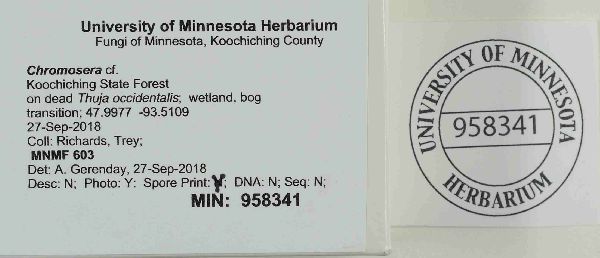 University of Minnesota Herbarium
Fungi of Minnesota, Koochiching County
Chromosera cf.
Koochiching State Forest
on dead Thuja occidentalis; wetland, bog
transition; 47.9977 -93.5109
27-Sep-2018
Coll: Richards, Trey;
MNMF 603
Det: A. Gerenday, 27-Sep-2018
Desc: N; Photo: Y; Spore Print: Y; DNA: N; Seq: N;
MIN: 958341
UNIVERSITY OF MINNESOTA
958341
HERBARIUM